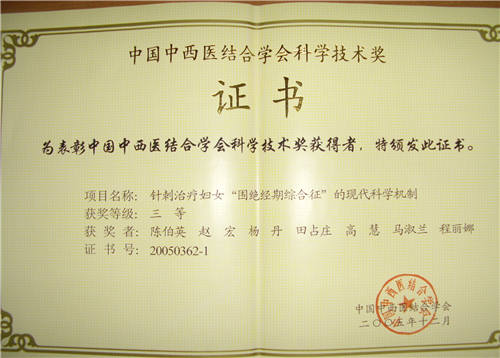 中国中西医结合学会科学技术奖
证书
为表彰中国中西医结合学会科学技术奖获得者，特颁发此证书。
项目名称：针刺治疗妇女“围绝经期综合征”的现代科学机制
获奖等级：三 等
获 奖 者：陈伯英 赵 宏 杨 丹 田占庄 高 慧 马淑兰 程丽娜
证 书 号：20050362-1
中国中西医结合学会
二〇〇五年十二月